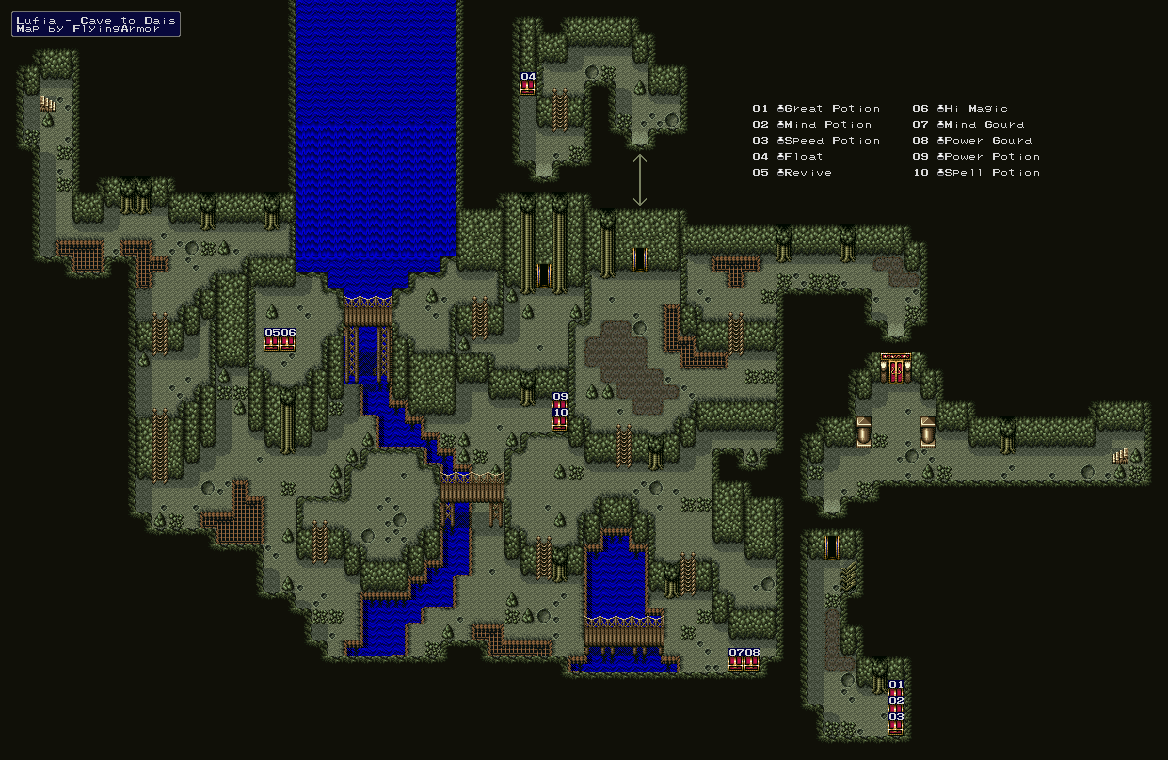 Lufia - Cave to Dais
Map by FlyingArmor
04
01 Great Potion
02 Mind Potion
03 Speed Potion
04 Float
05 Revive
06 Hi Magic
07 Mind Gourd
08 Power Gourd
09 Power Potion
10 Spell Potion
0506
09
10
0708
01
02
03